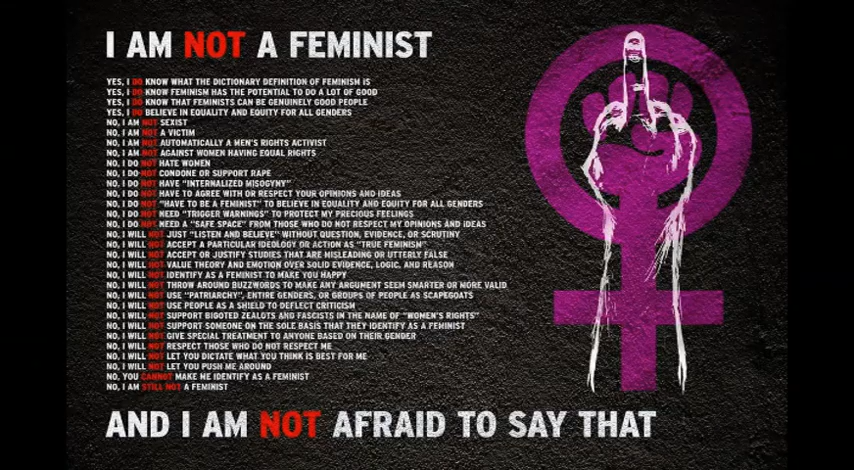 I AM NOT A FEMINIST
YES, I DO KNOW WHAT THE DICTIONARY DEFINITION OF FEMINISM IS
YES, I DO KNOW FEMINISM HAS THE POTENTIAL TO DO A LOT OF GOOD
YES, I DO KNOW THAT FEMINISTS CAN BE GENUINELY GOOD PEOPLE
YES, I DO BELIEVE IN EQUALITY AND EQUITY FOR ALL GENDERS
NO, I AM NOT SEXIST
NO, I AM NOT A VICTIM
NO, I AM NOT AUTOMATICALLY A MEN'S RIGHTS ACTIVIST
NO, I AM NOT AGAINST WOMEN HAVING EQUAL RIGHTS
NO, I DO NOT HATE WOMEN
NO, I DO NOT CONDONE OR SUPPORT RAPE
NO, I DO NOT HAVE "INTERNALIZED MISOGYNY"
NO, I DO NOT HAVE TO AGREE WITH OR RESPECT YOUR OPINIONS AND IDEAS
NO, I DO NOT "HAVE TO BE A FEMINIST" TO BELIEVE IN EQUALITY AND EQUITY FOR ALL GENDERS
NO, I DO NOT NEED "TRIGGER WARNINGS" TO PROTECT MY PRECIOUS FEELINGS
NO, I DO NOT NEED A "SAFE SPACE" FROM THOSE WHO DO NOT RESPECT MY OPINIONS AND IDEAS
NO, I WILL NOT JUST "LISTEN AND BELIEVE" WITHOUT QUESTION, EVIDENCE, OR SCRUTINY
NO, I WILL NOT ACCEPT A PARTICULAR IDEOLOGY OR ACTION AS "TRUE FEMINISM"
NO, I WILL NOT ACCEPT OR JUSTIFY STUDIES THAT ARE MISLEADING OR UTTERLY FALSE
NO, I WILL NOT VALUE THEORY AND EMOTION OVER SOLID EVIDENCE, LOGIC, AND REASON
NO, I WILL NOT IDENTIFY AS A FEMINIST TO MAKE YOU HAPPY
NO, I WILL NOT THROW AROUND BUZZWORDS TO MAKE ANY ARGUMENT SEEM SMARTER OR MORE VALID
NO, I WILL NOT USE "PATRIARCHY", ENTIRE GENDERS, OR GROUPS OF PEOPLE AS SCAPEGOATS
NO, I WILL NOT USE PEOPLE AS A SHIELD TO DEFLECT CRITICISM
NO, I WILL NOT SUPPORT BIGOTED ZEALOTS AND FASCISTS IN THE NAME OF "WOMEN'S RIGHTS"
NO, I WILL NOT SUPPORT SOMEONE ON THE SOLE BASIS THAT THEY IDENTIFY AS A FEMINIST
NO, I WILL NOT GIVE SPECIAL TREATMENT TO ANYONE BASED ON THEIR GENDER
NO, I WILL NOT RESPECT THOSE WHO DO NOT RESPECT ME
NO, I WILL NOT LET YOU DICTATE WHAT YOU THINK IS BEST FOR ME
NO, I WILL NOT LET YOU PUSH ME AROUND
NO, YOU CANNOT MAKE ME IDENTIFY AS A FEMINIST
NO, I AM STILL NOT A FEMINIST
AND I AM NOT AFRAID TO SAY THAT